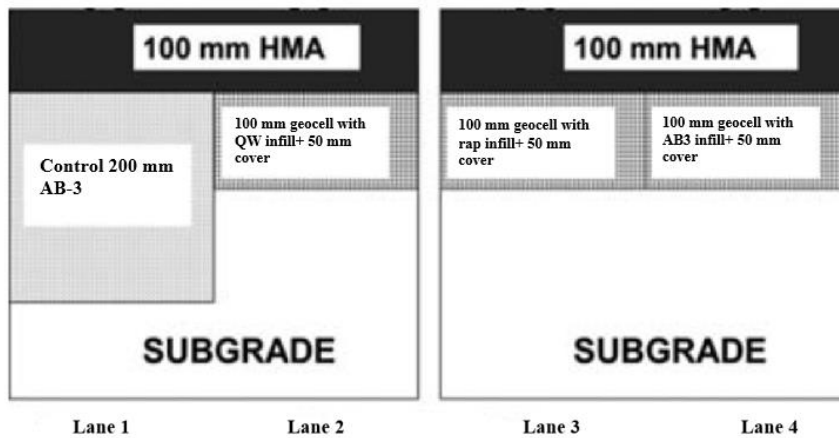 100 mm HMA
100 mm HMA
Control 200 mm
AB-3
100 mm geocell with
QW infill+ 50 mm
cover
100 mm geocell with
rap infill+ 50 mm
cover
100 mm geocell with
AB3 infill+ 50 mm
cover
SUBGRADE
SUBGRADE
Lane 1
Lane 2
Lane 3
Lane 4